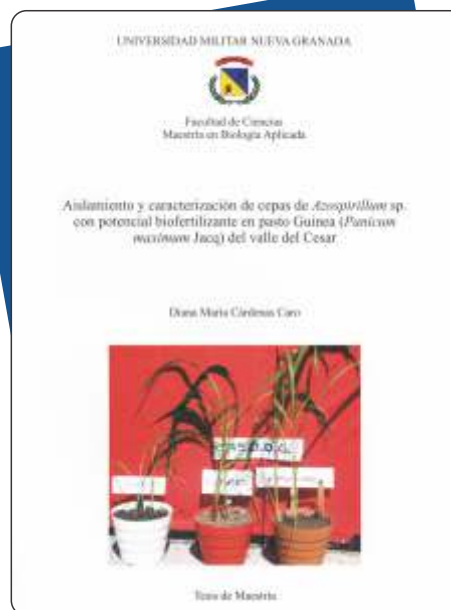 UNIVERSIDAD MILITAR NUEVA GRANADA
Facultad de Ciencias
Maestría en Biología Aplicada
Aislamiento y caracterización de cepas de Azospirillum sp.
con potencial biofertilizante en pasto Guinea (Panicum
maximum Jacq) del valle del Cesar
Diana María Cárdenas Caro
Tesis de Maestría